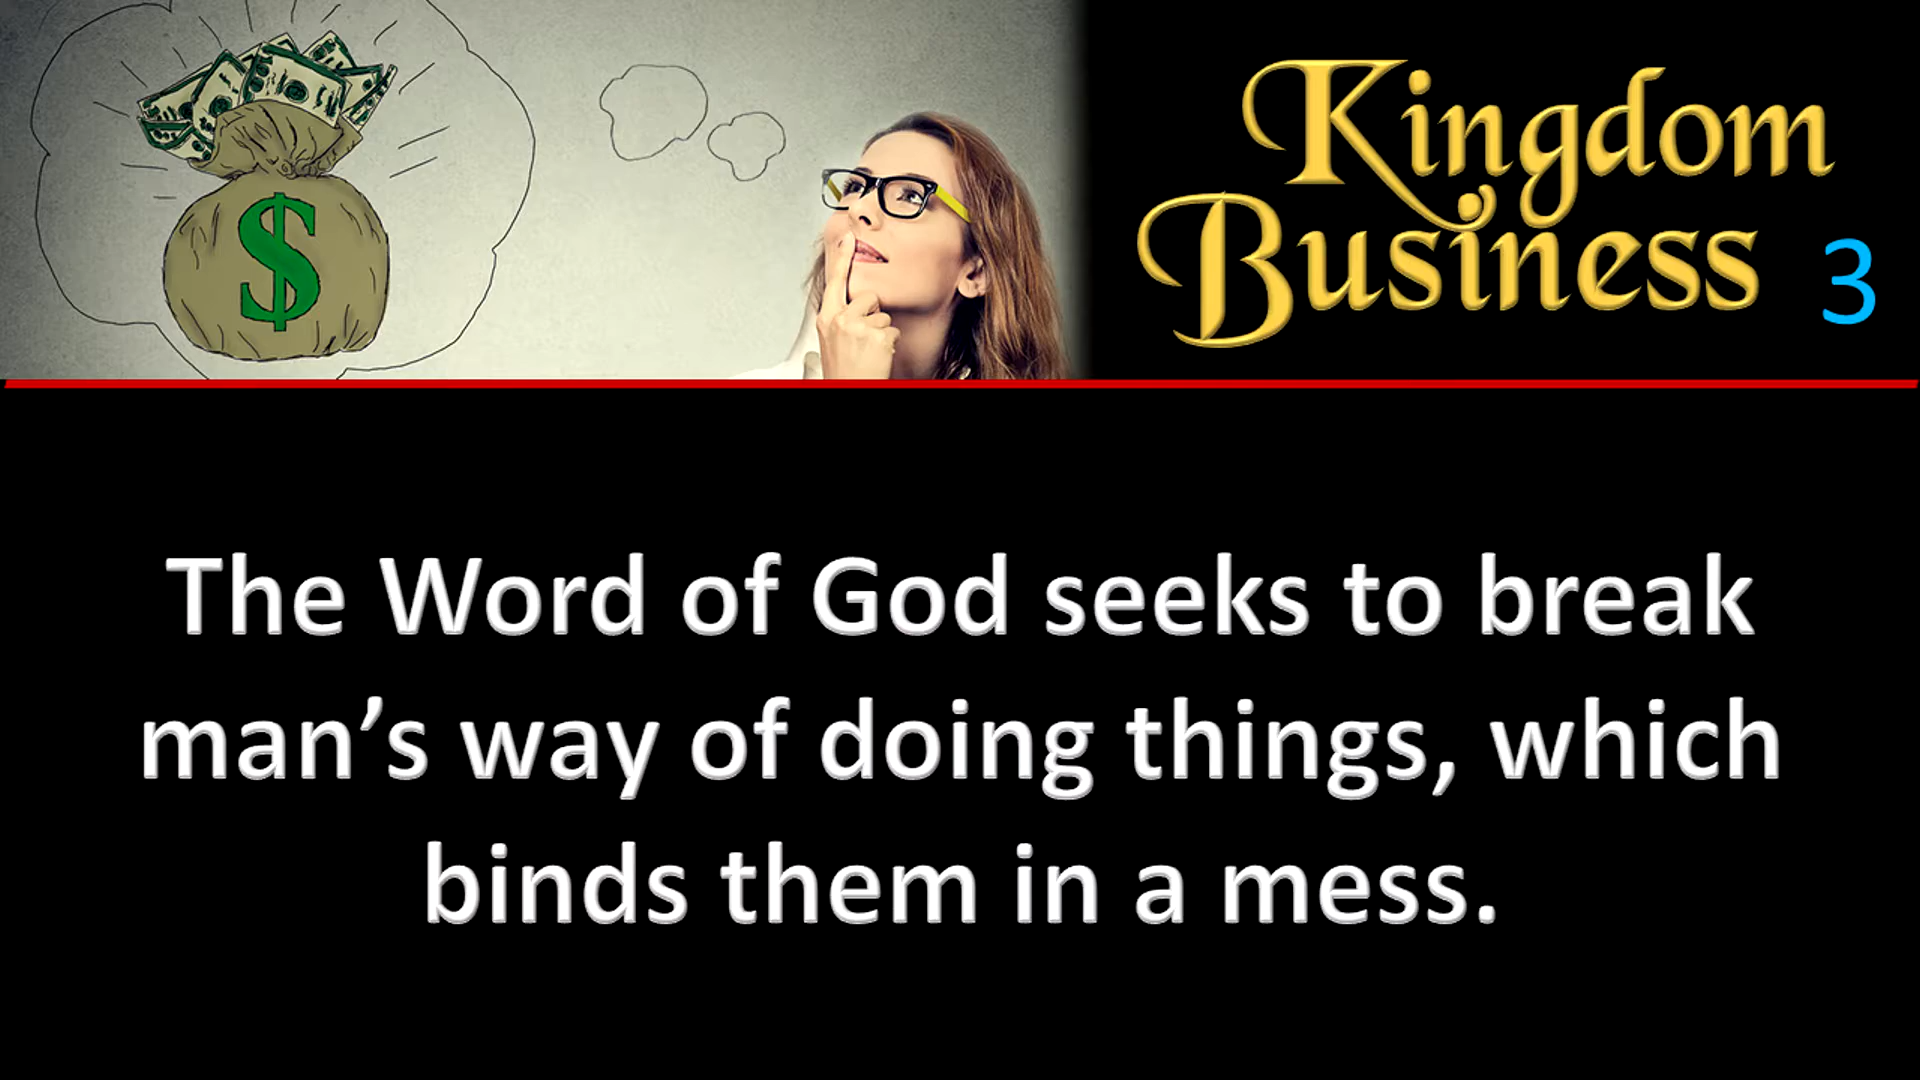 Kingdom
Business 3
$
The Word of God seeks to break
man’s way of doing things, which
binds them in a mess.